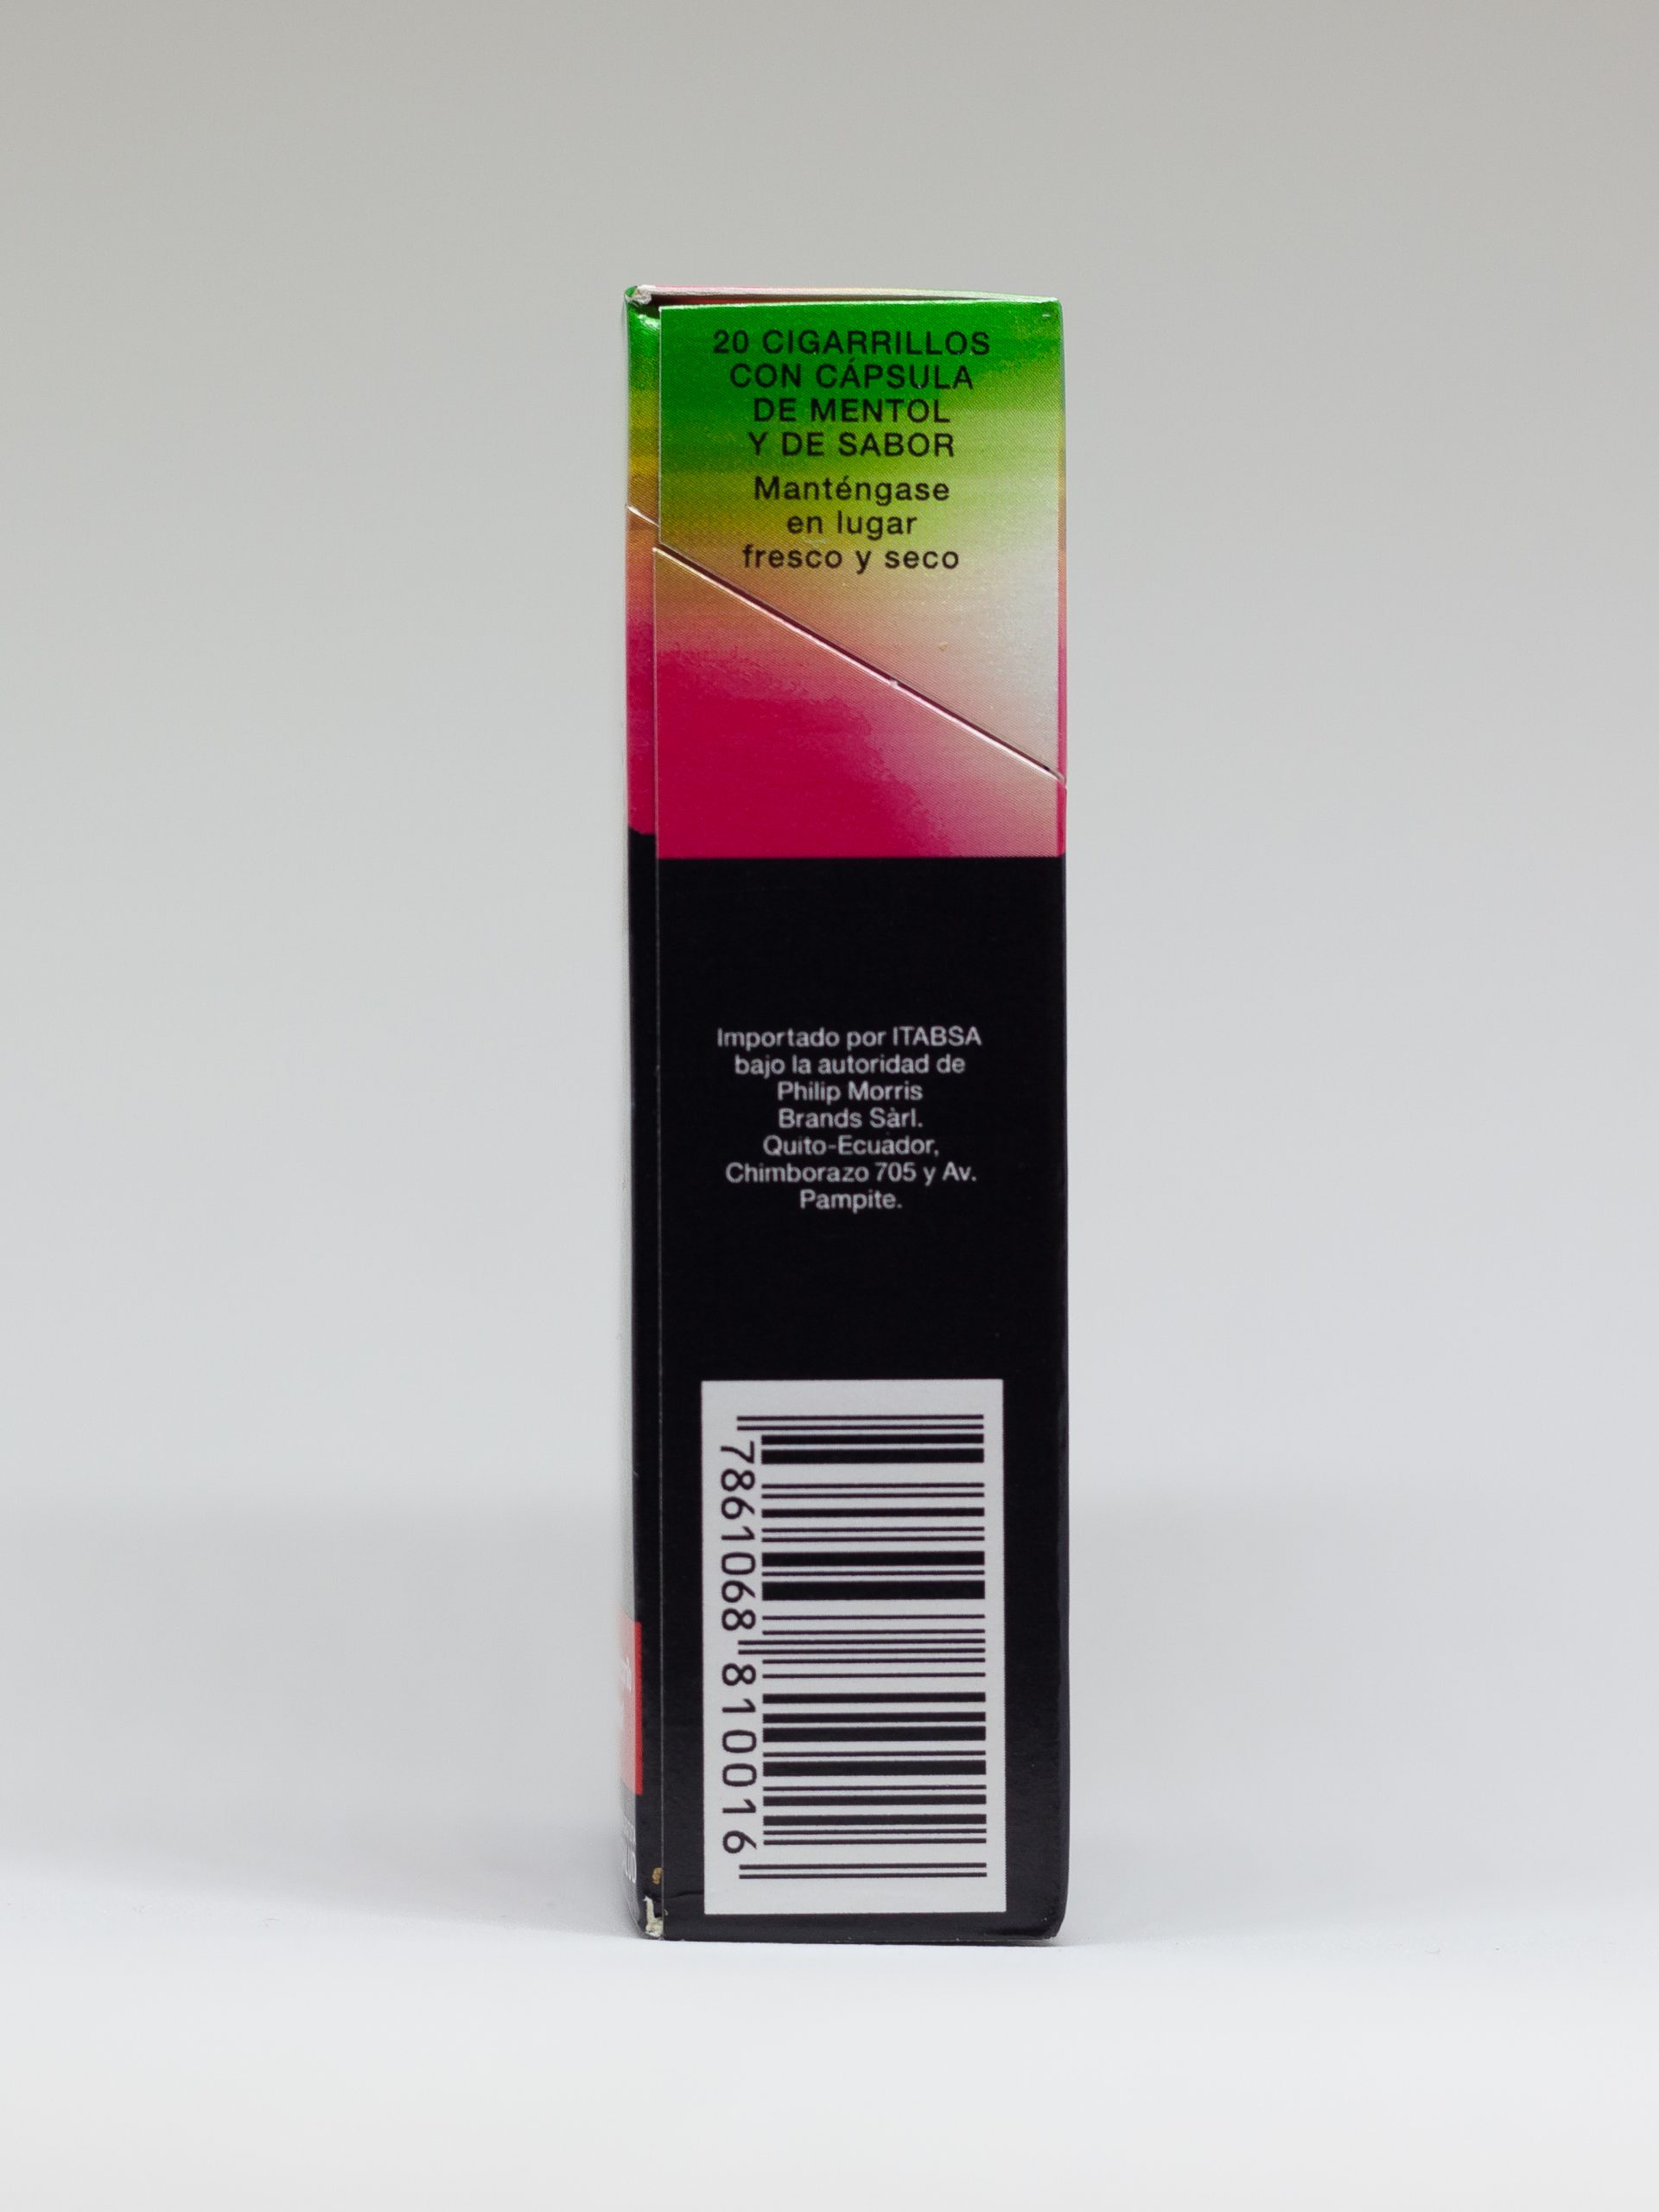 20 CIGARRILLOS
CON CÁPSULA
DE MENTOL
Y DE SABOR
Manténgase
en lugar
fresco y seco
Importado por ITABSA
bajo la autoridad de
Philip Morris
Brands Sàrl.
Quito-Ecuador,
Chimborazo 705 y Av.
Pampite.
7861068810016